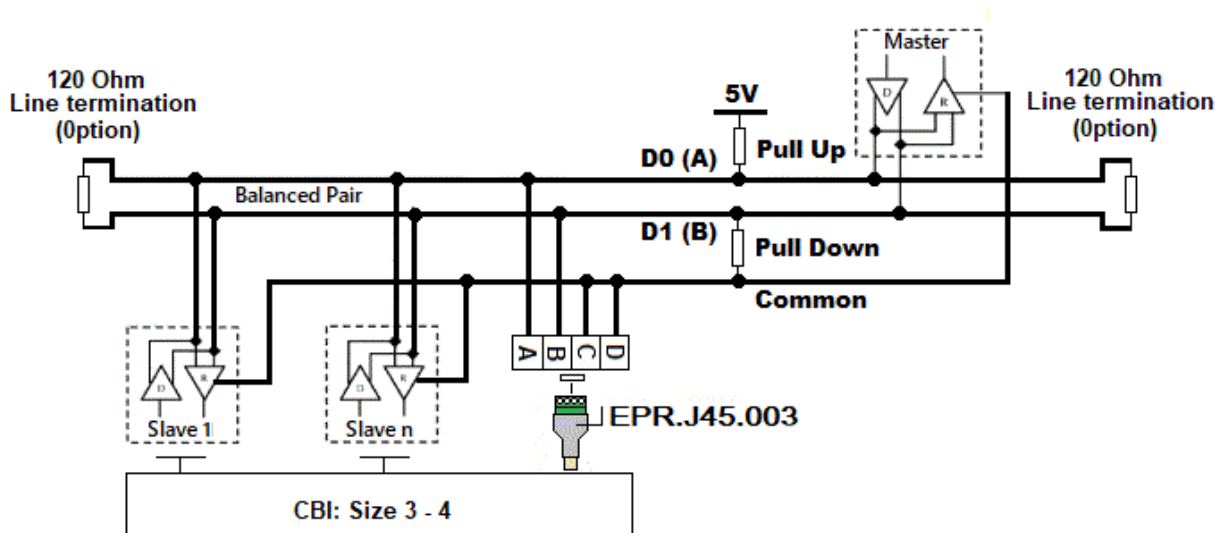 Master
120 Ohm
Line termination
(0ption)
5V
Pull Up
D0 (A)
D
R
120 Ohm
Line termination
(0ption)
Balanced Pair
D1 (B)
Pull Down
Common
D
R
Slave 1
D
R
Slave n
A
B
C
D
EPR.J45.003
CBI: Size 3 - 4